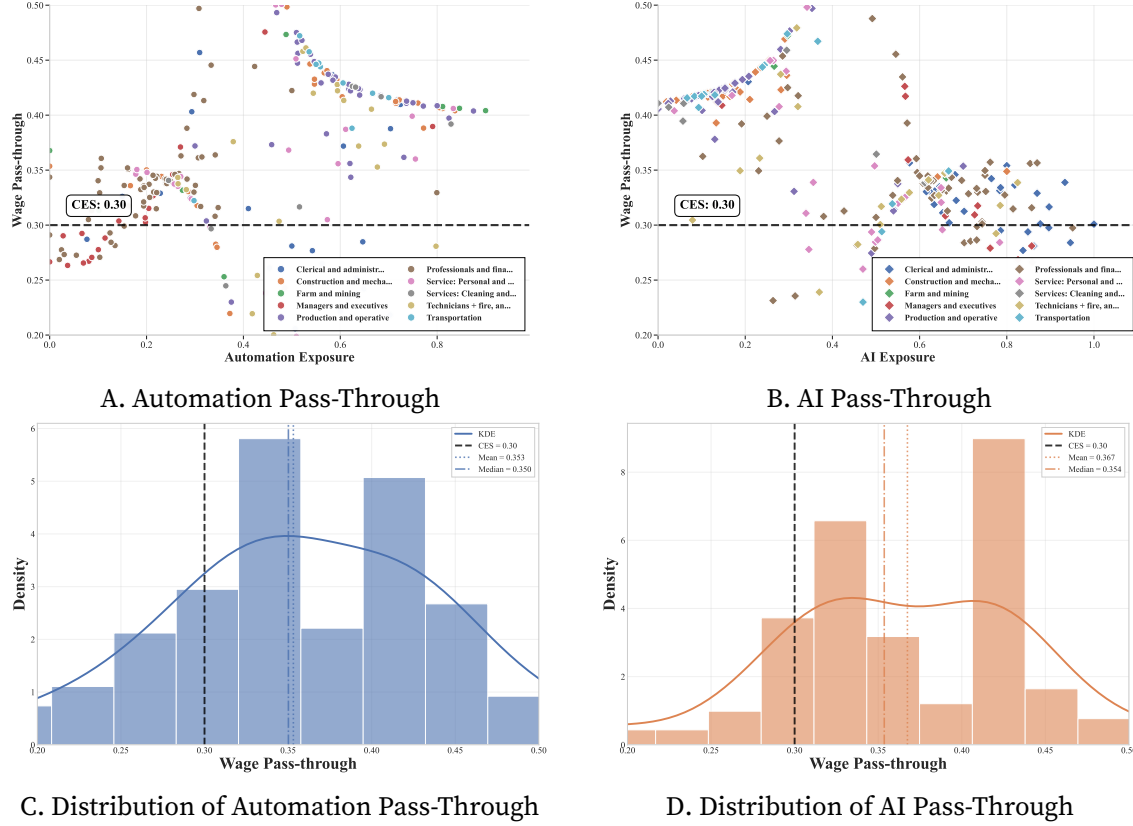 0.50
0.45
0.40
0.35
0.30
0.25
0.20
Wage Pass-through
CES: 0.30
Clerical and administr...
Construction and mecha...
Farm and mining
Managers and executives
Production and operative
Professionals and fina...
Service: Personal and ...
Services: Cleaning and...
Technicians + fire, an...
Transportation
0.0 0.2 0.4 0.6 0.8
Automation Exposure
A. Automation Pass-Through
0.50
0.45
0.40
0.35
0.30
0.25
0.20
Wage Pass-through
CES: 0.30
Clerical and administr...
Construction and mecha...
Farm and mining
Managers and executives
Production and operative
Professionals and fina...
Service: Personal and ...
Services: Cleaning and...
Technicians + fire, an...
Transportation
0.0 0.2 0.4 0.6 0.8 1.0
AI Exposure
B. AI Pass-Through
6
5
4
3
2
1
0
Density
KDE
CES = 0.30
Mean = 0.353
Median = 0.350
0.20 0.25 0.30 0.35 0.40 0.45 0.50
Wage Pass-through
C. Distribution of Automation Pass-Through
8
6
4
2
0
Density
KDE
CES = 0.30
Mean = 0.367
Median = 0.354
0.20 0.25 0.30 0.35 0.40 0.45 0.5
Wage Pass-through
D. Distribution of AI Pass-Through